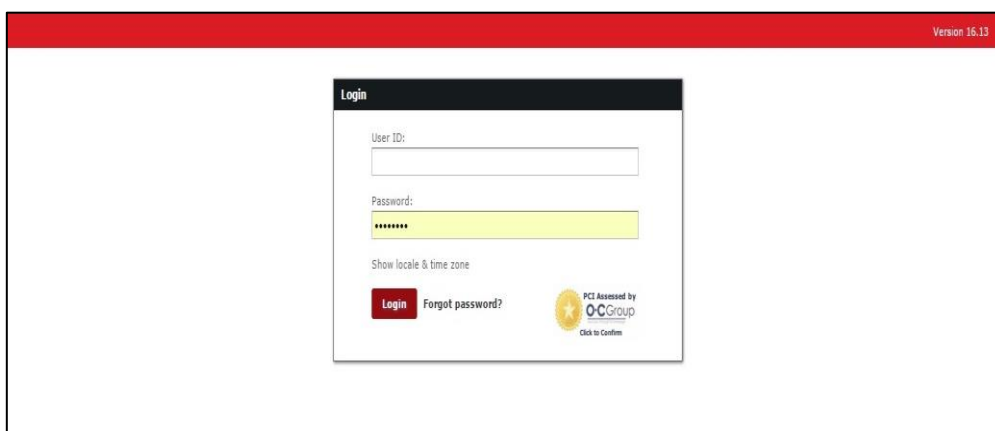 Version 16.13
Login
User ID:
Password:
••••••••
Show locale & time zone
Login Forgot password?
PCI Assessed by
O·CGroup
Click to Confirm